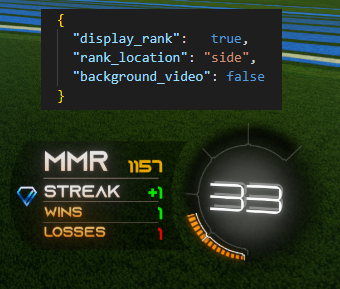 {
"display_rank": true,
"rank_location": "side",
"background_video": false
}
MMR 1157
STREAK +1
WINS 1
LOSSES 1
33